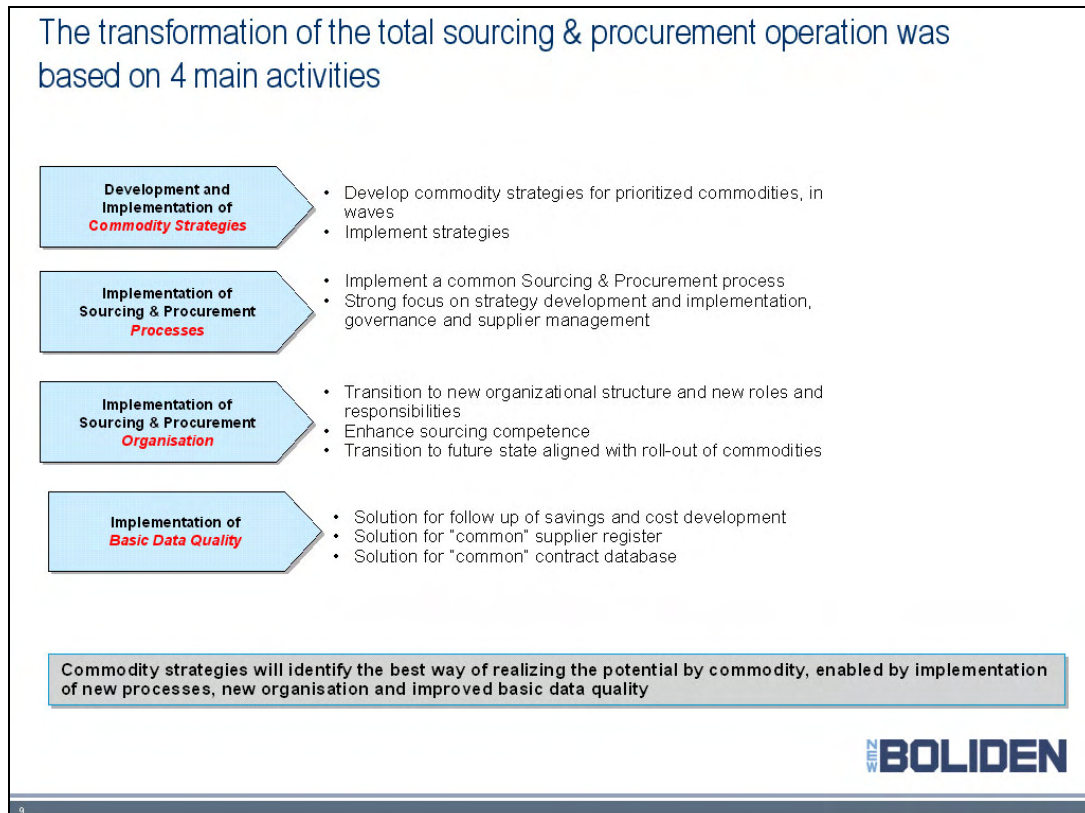 The transformation of the total sourcing & procurement operation was
based on 4 main activities
Development and
Implementation of
Commodity Strategies
• Develop commodity strategies for prioritized commodities, in
waves
• Implement strategies
Implementation of
Sourcing & Procurement
Processes
• Implement a common Sourcing & Procurement process
• Strong focus on strategy development and implementation,
governance and supplier management
Implementation of
Sourcing & Procurement
Organisation
• Transition to new organizational structure and new roles and
responsibilities
• Enhance sourcing competence
• Transition to future state aligned with roll-out of commodities
Implementation of
Basic Data Quality
• Solution for follow up of savings and cost development
• Solution for "common" supplier register
• Solution for "common" contract database
Commodity strategies will identify the best way of realizing the potential by commodity, enabled by implementation
of new processes, new organisation and improved basic data quality
NEW BOLIDEN
9